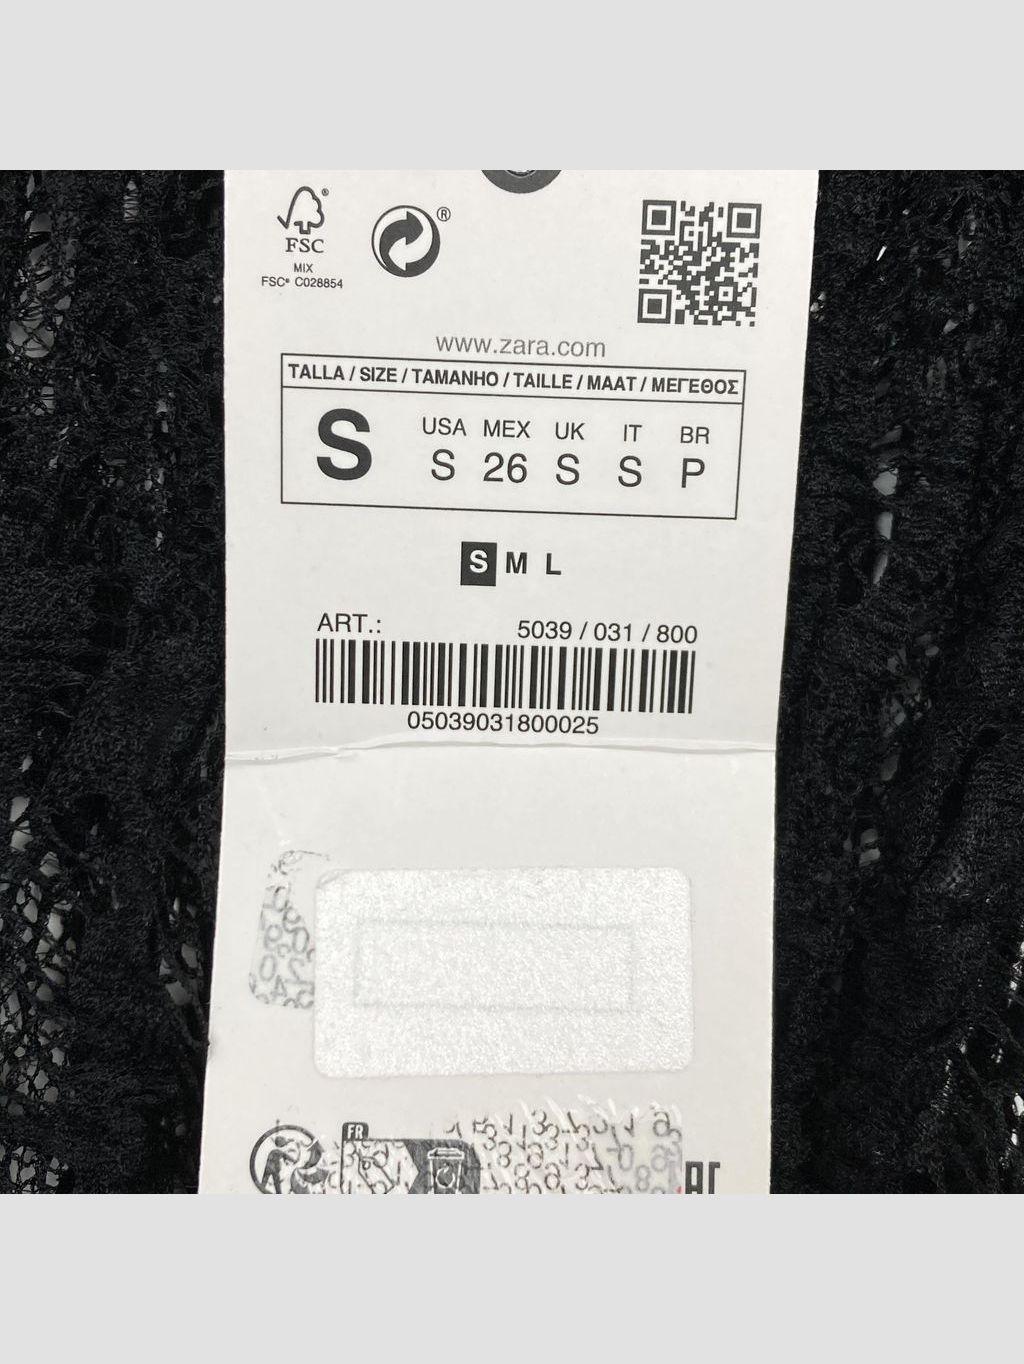 FSC®
®
MIX
FSC® C028854
www.zara.com
TALLA / SIZE / TAMANHO / TAILLE / MAAT / ΜΕΓΕΘΟΣ
S
USA MEX UK IT BR
S 26 S S P
S M L
ART.: 5039 / 031 / 800
05039031800025
FR